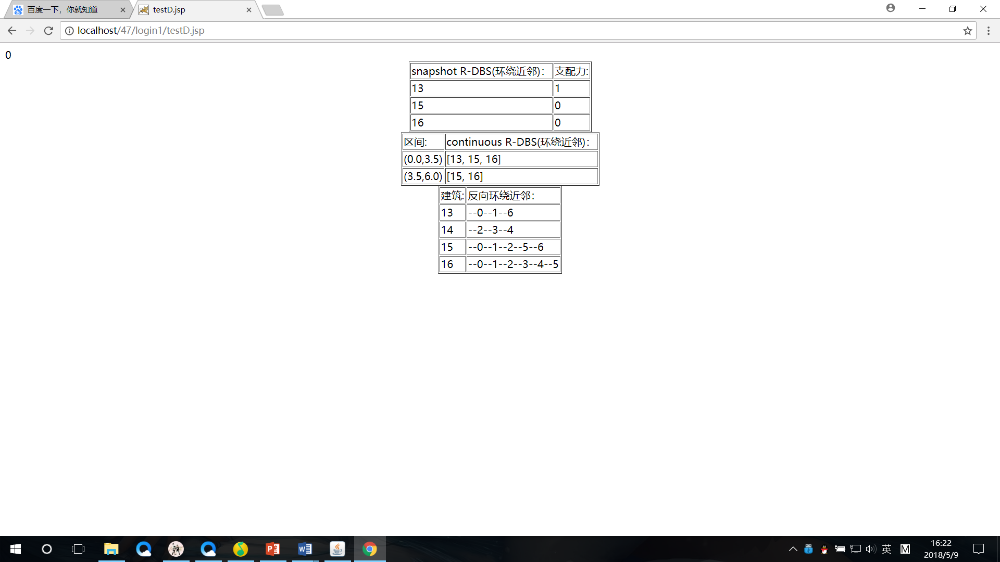 百度一下，你就知道
testD.jsp
localhost/47/login1/testD.jsp
0
snapshot R-DBS(环绕近邻)： 支配力:
13 1
15 0
16 0
区间: continuous R-DBS(环绕近邻)：
(0.0,3.5) [13, 15, 16]
(3.5,6.0) [15, 16]
建筑: 反向环绕近邻：
13 --0--1--6
14 --2--3--4
15 --0--1--2--5--6
16 --0--1--2--3--4--5
英 M
16:22
2018/5/9